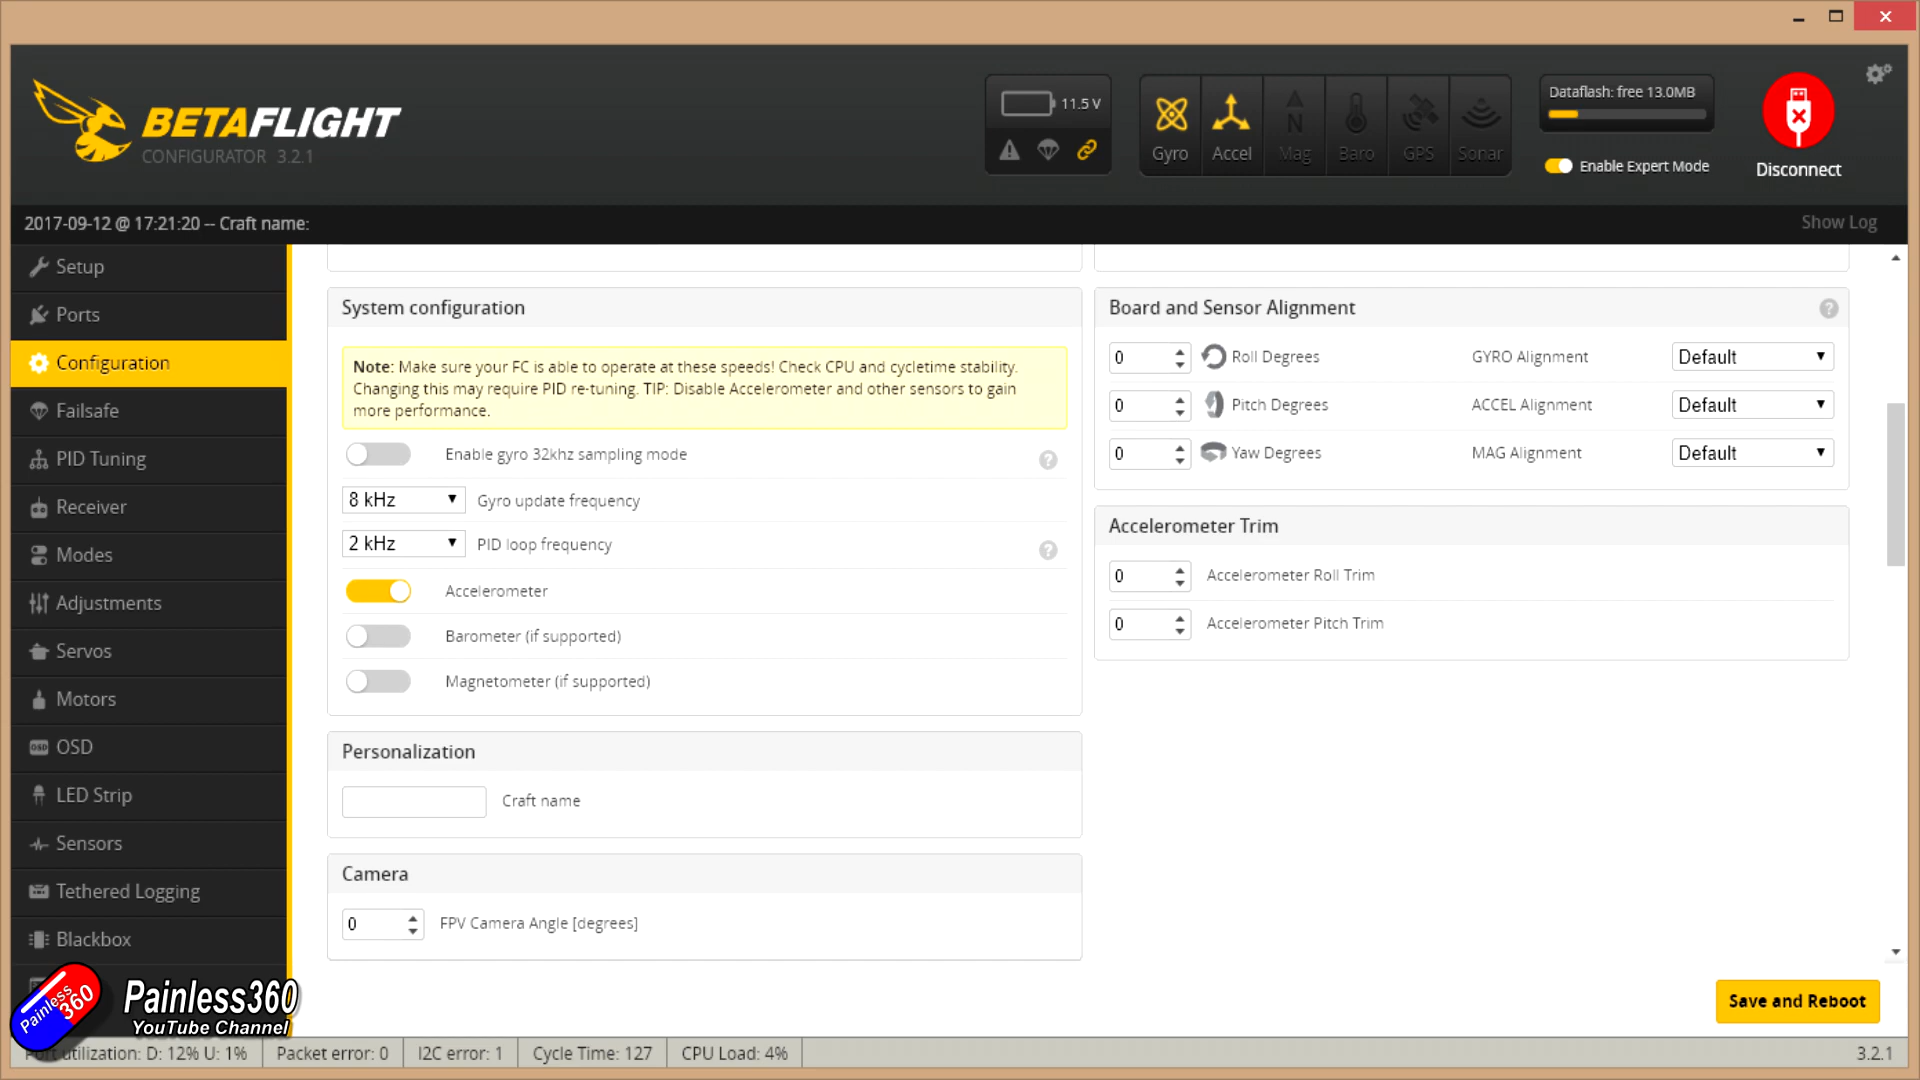 BETAFLIGHT
CONFIGURATOR 3.2.1
11.5 V
Gyro
Accel
Mag
Baro
GPS
Sonar
Dataflash: free 13.0MB
Enable Expert Mode
Disconnect
2017-09-12 @ 17:21:20 -- Craft name:
Show Log
Setup
Ports
Configuration
Failsafe
PID Tuning
Receiver
Modes
Adjustments
Servos
Motors
OSD
LED Strip
Sensors
Tethered Logging
Blackbox
System configuration
Note: Make sure your FC is able to operate at these speeds! Check CPU and cycletime stability.
Changing this may require PID re-tuning. TIP: Disable Accelerometer and other sensors to gain
more performance.
Enable gyro 32khz sampling mode
8 kHz Gyro update frequency
2 kHz PID loop frequency
Accelerometer
Barometer (if supported)
Magnetometer (if supported)
Personalization
Craft name
Camera
0 FPV Camera Angle [degrees]
Board and Sensor Alignment
0 Roll Degrees GYRO Alignment Default
0 Pitch Degrees ACCEL Alignment Default
0 Yaw Degrees MAG Alignment Default
Accelerometer Trim
0 Accelerometer Roll Trim
0 Accelerometer Pitch Trim
Save and Reboot
Painless
360
Painless360
YouTube Channel
Port utilization: D: 12% U: 1% Packet error: 0 I2C error: 1 Cycle Time: 127 CPU Load: 4% 3.2.1